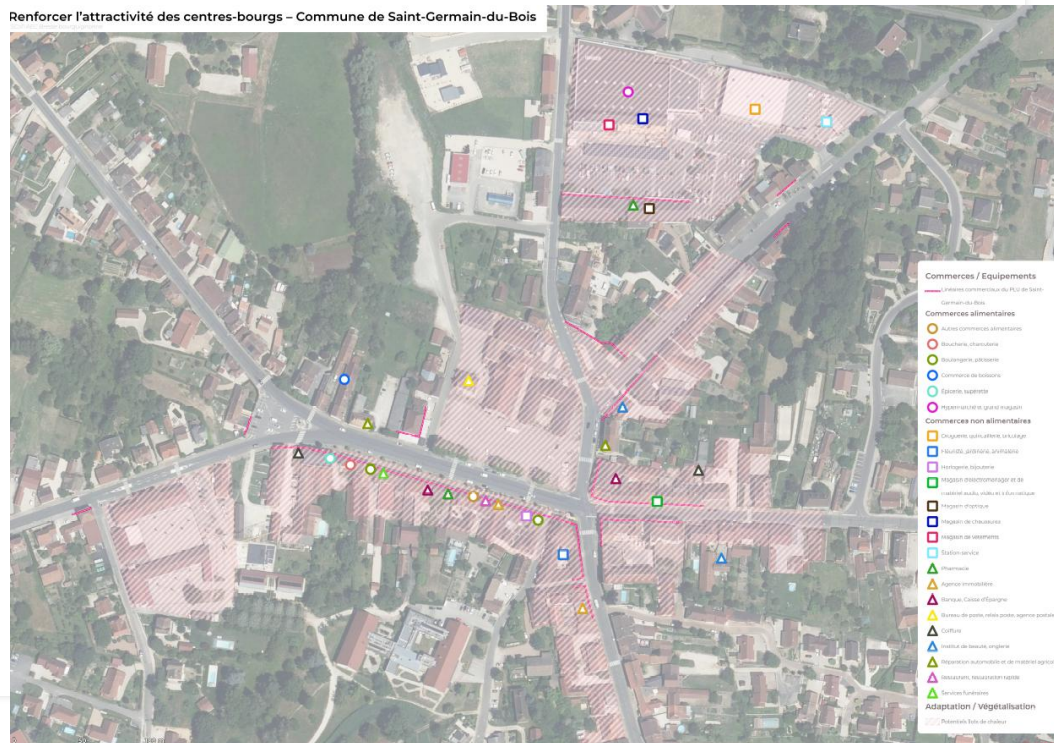 Renforcer l'attractivité des centres-bourgs – Commune de Saint-Germain-du-Bois
Commerces / Equipements
Linéaires commerciaux du PLU de Saint-
Germain-du-Bois
Commerces alimentaires
Autres commerces alimentaires
Boucherie, charcuterie
Boulangerie, pâtisserie
Commerce de boissons
Épicerie, supérette
Hypermarché et grand magasin
Commerces non alimentaires
Droguerie, quincaillerie, bricolage
Fleuriste, jardinerie, animalerie
Horlogerie, bijouterie
Magasin d'électroménager et de
matériel audio, vidéo et
Magasin d'optique
Magasin de chaussures
Magasin de vêtements
Station-service
Pharmacie
Agence immobilière
Banque, Caisse d'Épargne
Bureau de poste, relais poste, agence postale
Coiffure
Institut de beauté, onglerie
Réparation automobile et de matériel agricole
Restaurant, restauration rapide
Services funéraires
Adaptation / Végétalisation
Potentiels îlots de chaleur